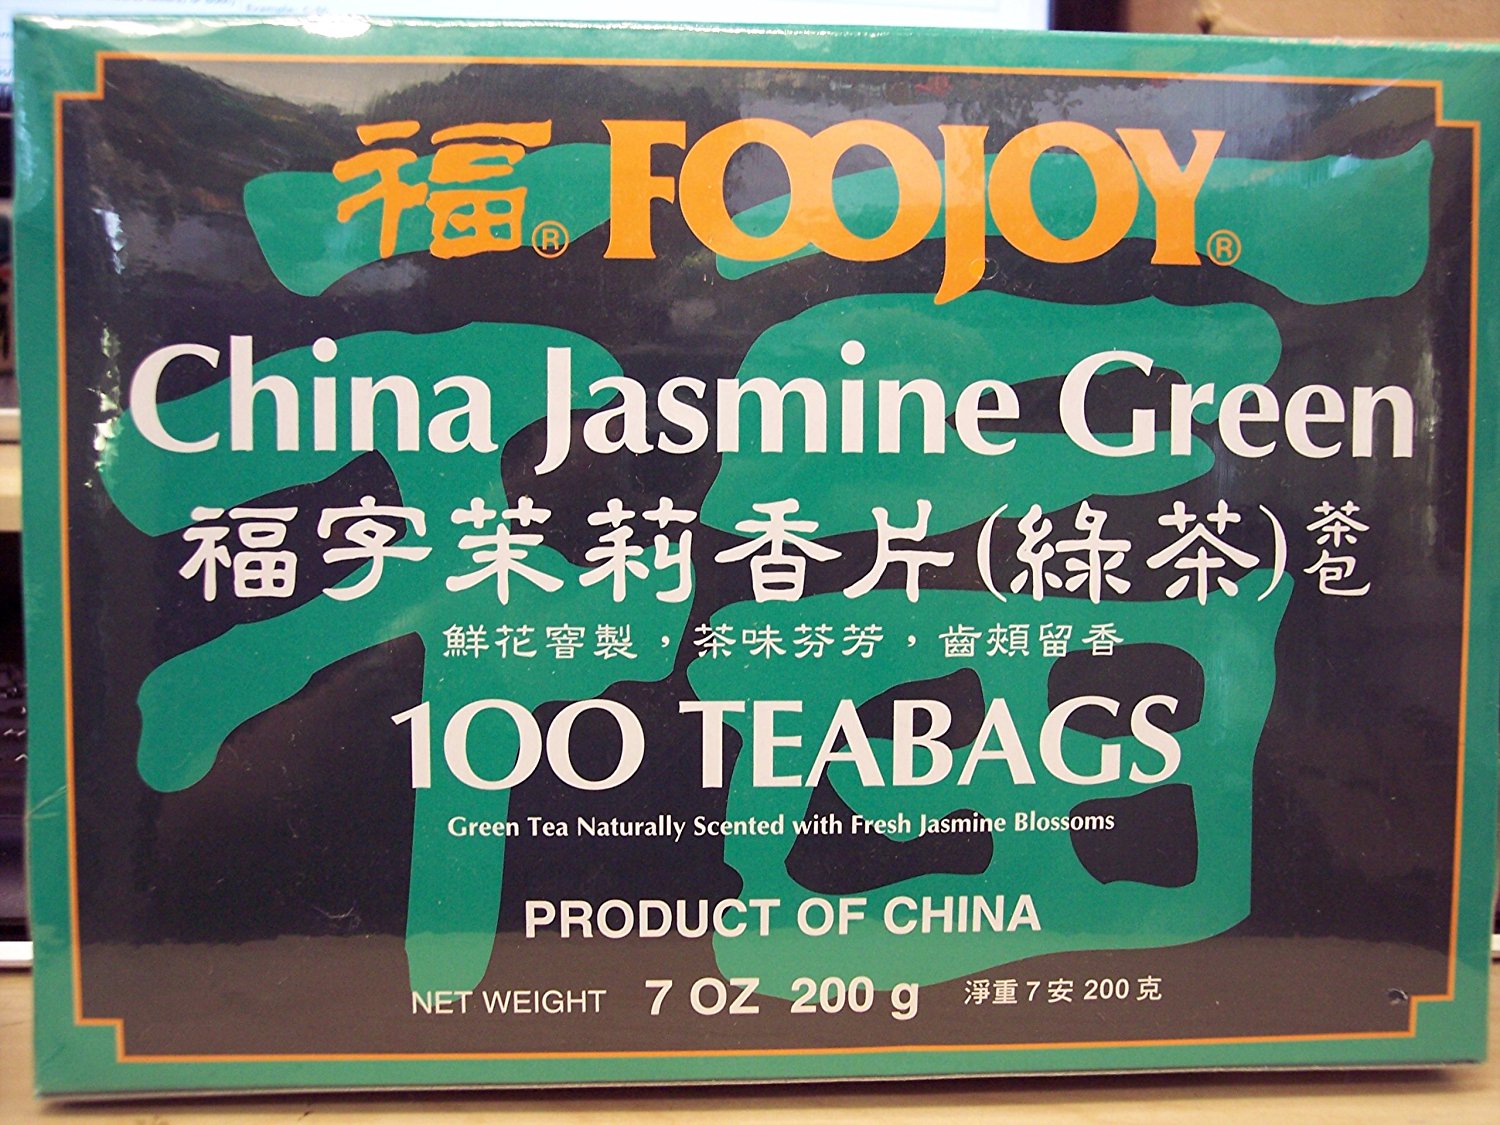 福® FOOJOY®
China Jasmine Green
福字茉莉香片(綠茶)茶包
鮮花窨製，茶味芬芳，齒頰留香
100 TEABAGS
Green Tea Naturally Scented with Fresh Jasmine Blossoms
PRODUCT OF CHINA
NET WEIGHT 7 OZ 200 g 淨重7安200克